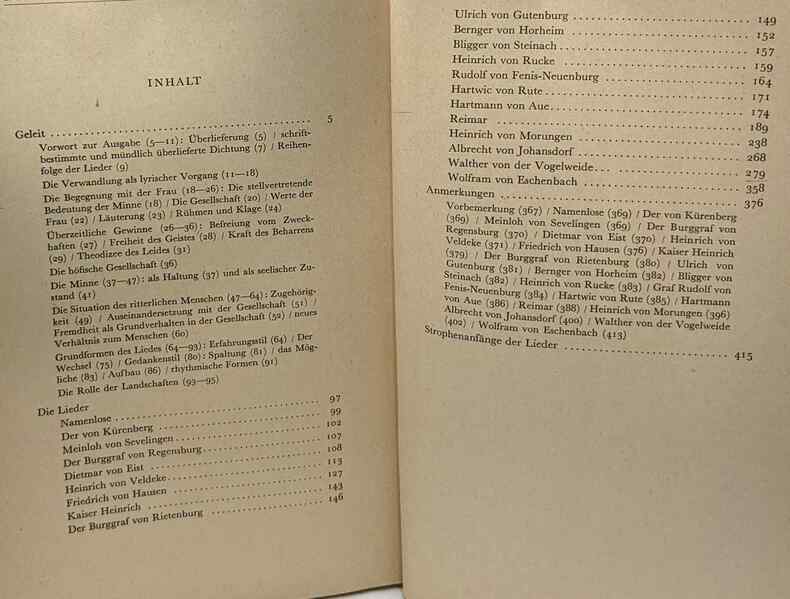 INHALT
Geleit . . . . . . . . . . 5
Vorwort zur Ausgabe (5—11): Überlieferung (5) / schrift-
bestimmte und mündlich überlieferte Dichtung (7) / Reihen-
folge der Lieder (9)
Die Verwandlung als lyrischer Vorgang (11—18)
Die Begegnung mit der Frau (18—26): Die stellvertretende
Bedeutung der Minne (18) / Die Gesellschaft (20) / Werte der
Frau (22) / Läuterung (23) / Rühmen und Klage (24)
Überzeitliche Gewinne (26—36): Befreiung vom Zweck-
haften (27) / Freiheit des Geistes (28) / Kraft des Beharrens
(29) / Theodizee des Leides (31)
Die höfische Gesellschaft (36)
Die Minne (37—47): als Haltung (37) und als seelischer Zu-
stand (41)
Die Situation des ritterlichen Menschen (47—64): Zugehörig-
keit (49) / Auseinandersetzung mit der Gesellschaft (51) /
Fremdheit als Grundverhalten in der Gesellschaft (52) / neues
Verhältnis zum Menschen (60)
Grundformen des Liedes (64—93): Erfahrungsstil (64) / Der
Wechsel (75) / Gedankenstil (80): Spaltung (81) / das Mög-
liche (83) / Aufbau (86) / rhythmische Formen (91)
Die Rolle der Landschaften (93—95)
Die Lieder
Namenlose . . . . . . . . . . 97
Der von Kürenberg . . . . . . . . . . 99
Meinloh von Sevelingen . . . . . . . . . . 102
Der Burggraf von Regensburg . . . . . . . . . . 107
Dietmar von Eist . . . . . . . . . . 108
Heinrich von Veldeke . . . . . . . . . . 113
Friedrich von Hausen . . . . . . . . . . 127
Kaiser Heinrich . . . . . . . . . . 143
Der Burggraf von Rietenburg . . . . . . . . . . 146
Ulrich von Gutenburg . . . . . . . . . . 149
Bernger von Horheim . . . . . . . . . . 152
Bligger von Steinach . . . . . . . . . . 157
Heinrich von Rucke . . . . . . . . . . 159
Rudolf von Fenis-Neuenburg . . . . . . . . . . 164
Hartwic von Rute . . . . . . . . . . 171
Hartmann von Aue . . . . . . . . . . 174
Reimar . . . . . . . . . . 189
Heinrich von Morungen . . . . . . . . . . 238
Albrecht von Johansdorf . . . . . . . . . . 268
Walther von der Vogelweide . . . . . . . . . . 279
Wolfram von Eschenbach . . . . . . . . . . 358
Anmerkungen . . . . . . . . . . 376
Vorbemerkung (367) / Namenlose (369) / Der von Kürenberg
(369) / Meinloh von Sevelingen (369) / Der Burggraf von
Regensburg (370) / Dietmar von Eist (370) / Heinrich von
Veldeke (371) / Friedrich von Hausen (376) / Kaiser Heinrich
(379) / Der Burggraf von Rietenburg (380) / Ulrich von
Gutenburg (381) / Bernger von Horheim (382) / Bligger von
Steinach (382) / Heinrich von Rucke (383) / Graf Rudolf von
Fenis-Neuenburg (384) / Hartwic von Rute (385) / Hartmann
von Aue (386) / Reimar (388) / Heinrich von Morungen (396)
Albrecht von Johansdorf (400) / Walther von der Vogelweide
(402) / Wolfram von Eschenbach (413)
Strophenanfänge der Lieder . . . . . . . . . . 415